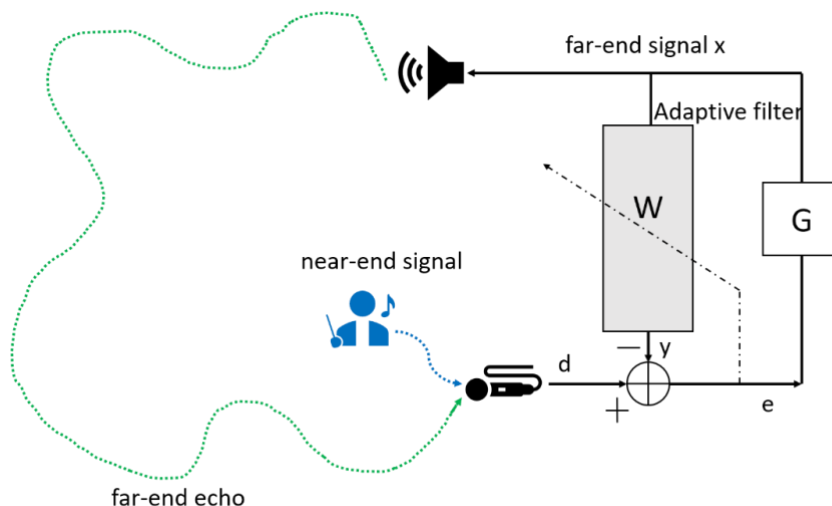 far-end signal x
Adaptive filter
W
G
near-end signal
− y
d
+
e
far-end echo